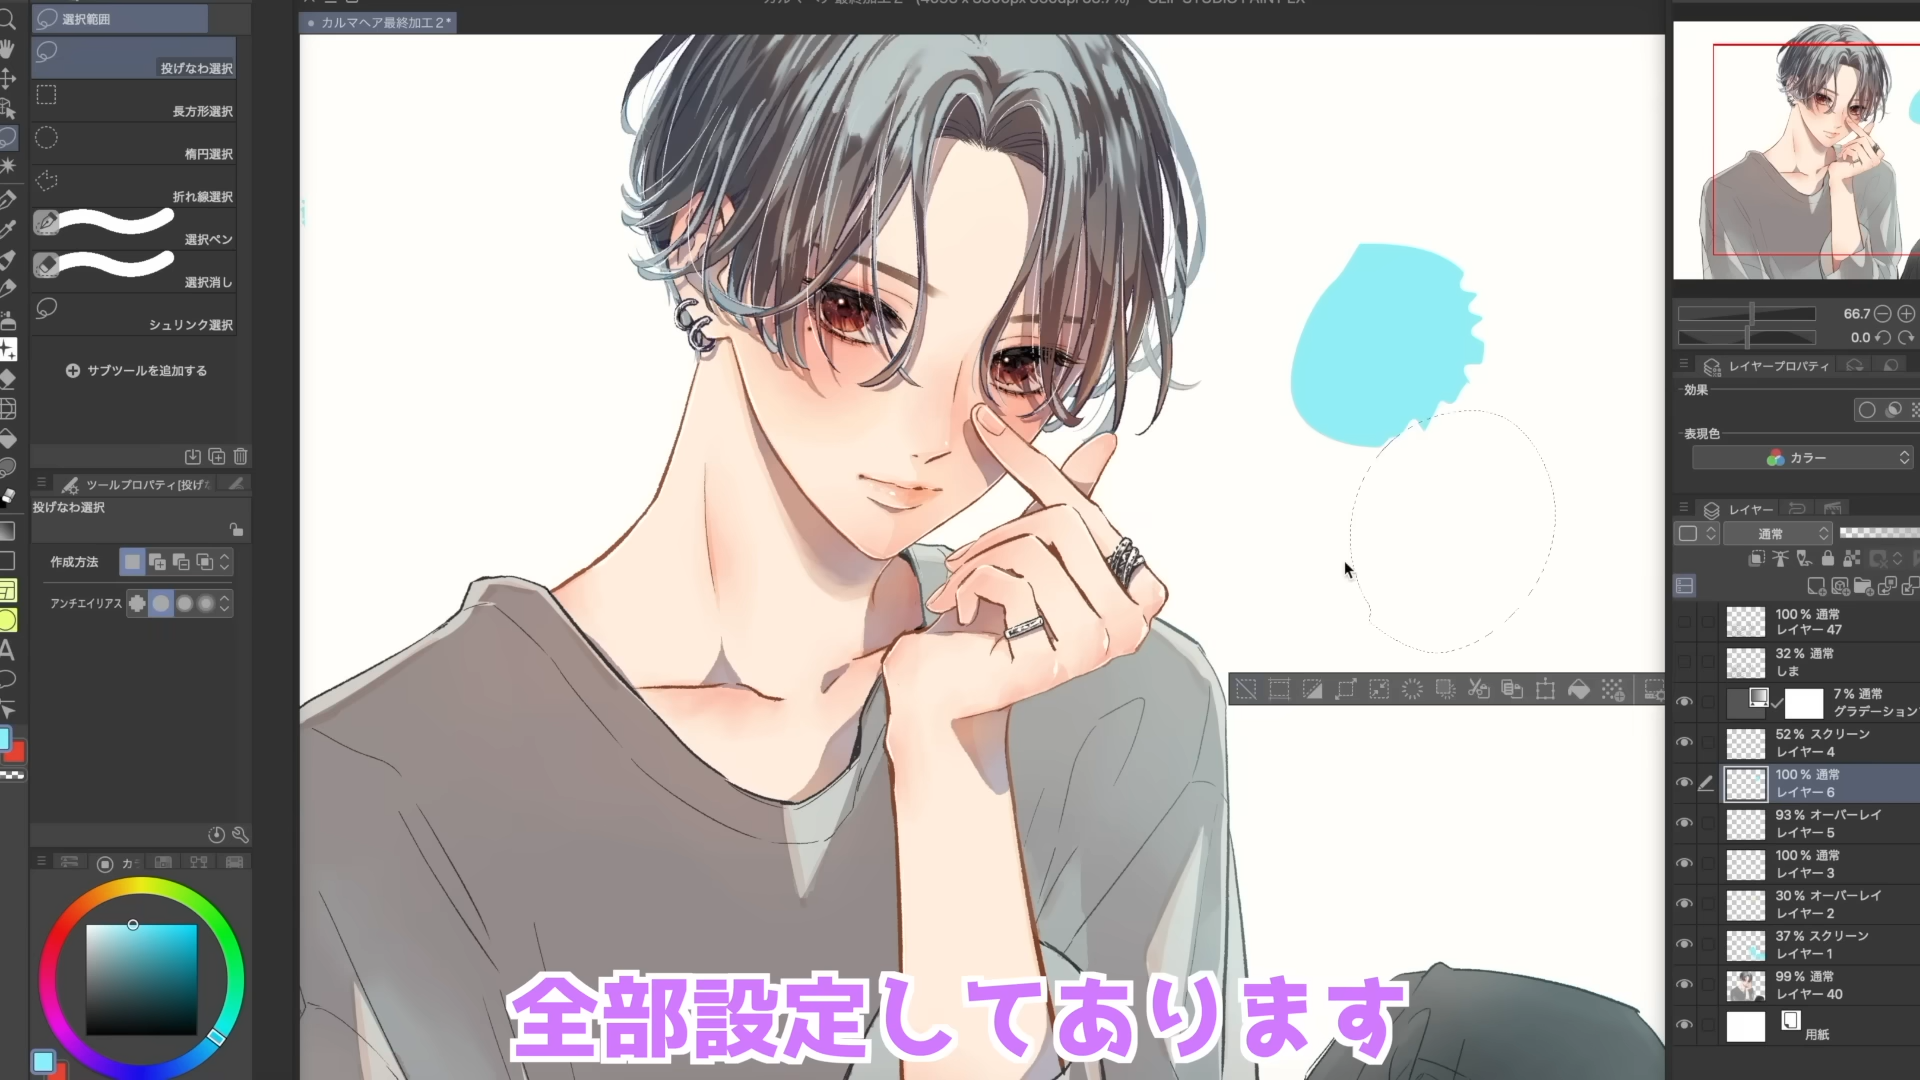 選択範囲
カルマヘア最終加工2*
投げなわ選択
長方形選択
楕円選択
折れ線選択
選択ペン
選択消し
シュリンク選択
サブツールを追加する
ツールプロパティ[投げな
投げなわ選択
作成方法
アンチエイリアス
カラ
66.7
0.0
レイヤープロパティ
効果
表現色
カラー
レイヤー
通常
100% 通常
レイヤー 47
32% 通常
しま
7% 通常
グラデーション
52% スクリーン
レイヤー 4
100% 通常
レイヤー 6
93% オーバーレイ
レイヤー 5
100% 通常
レイヤー 3
30% オーバーレイ
レイヤー 2
37% スクリーン
レイヤー 1
99% 通常
レイヤー 40
用紙
全部設定してあります